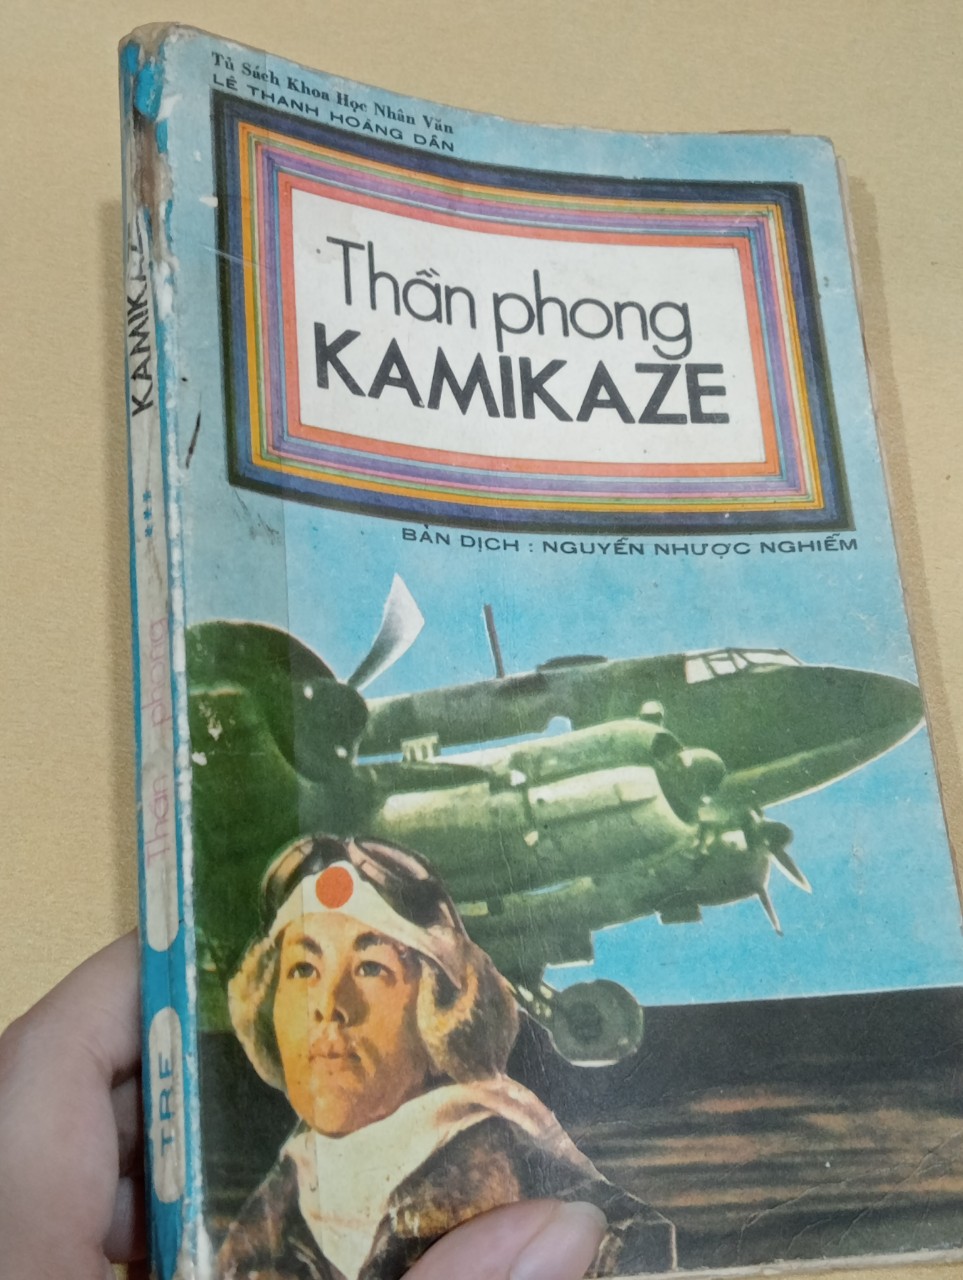 Tủ Sách Khoa Học Nhân Văn
LÊ THANH HOÀNG DÂN
Thần phong
KAMIKAZE
BẢN DỊCH : NGUYỄN NHƯỢC NGHIỄM
KAMIKAZE
Thần phong
TRẺ